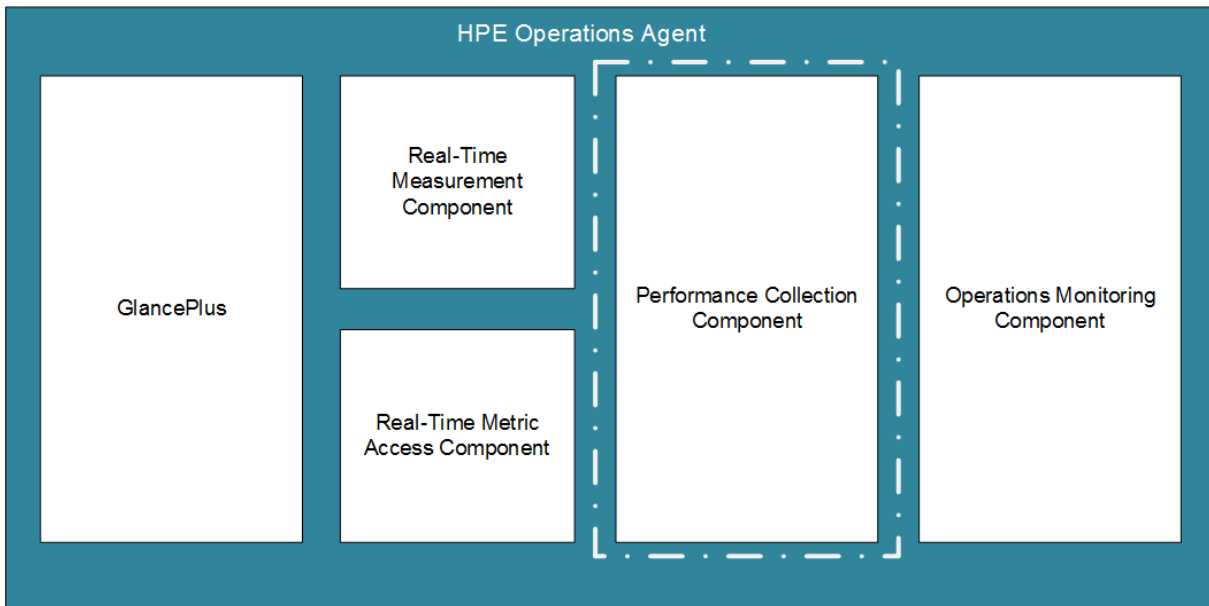 HPE Operations Agent
GlancePlus
Real-Time
Measurement
Component
Real-Time Metric
Access Component
Performance Collection
Component
Operations Monitoring
Component